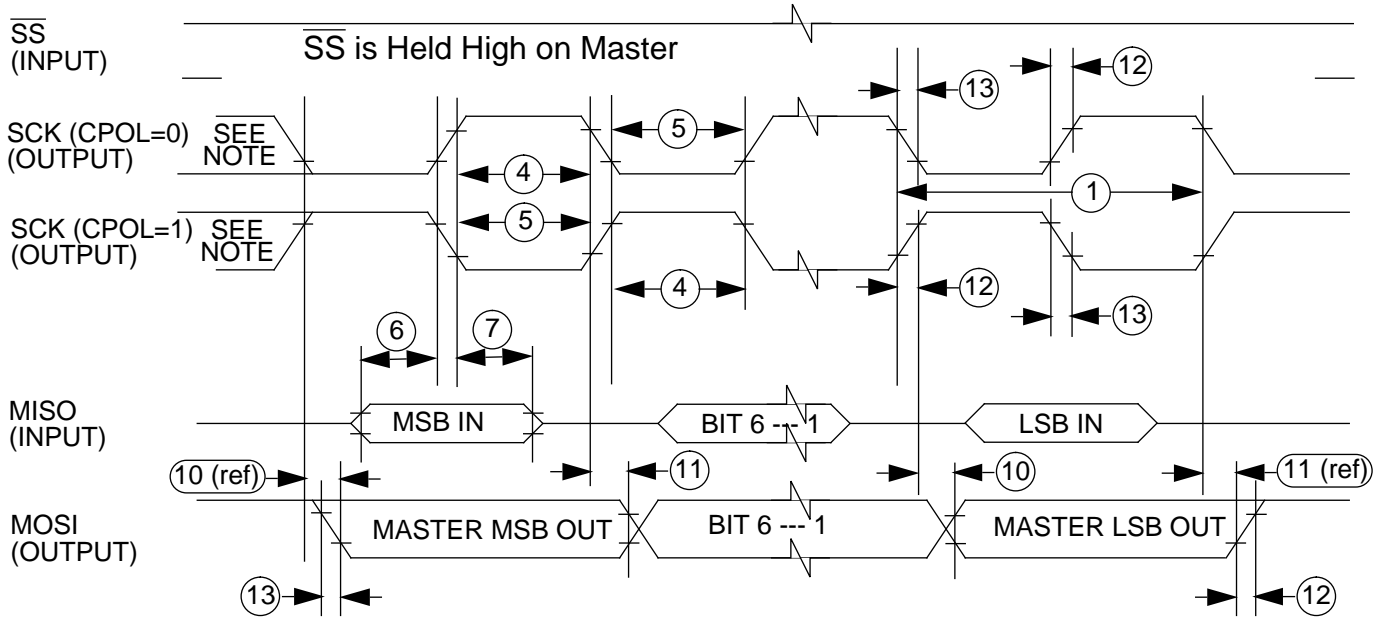 SS
(INPUT)
SS is Held High on Master
12
13
SCK (CPOL=0)
(OUTPUT)
SEE
NOTE
5
4
1
SCK (CPOL=1)
(OUTPUT)
SEE
NOTE
5
4
12
13
6
7
MISO
(INPUT)
MSB IN
BIT 6 --- 1
LSB IN
10 (ref)
11
10
11 (ref)
MOSI
(OUTPUT)
MASTER MSB OUT
BIT 6 --- 1
MASTER LSB OUT
13
12